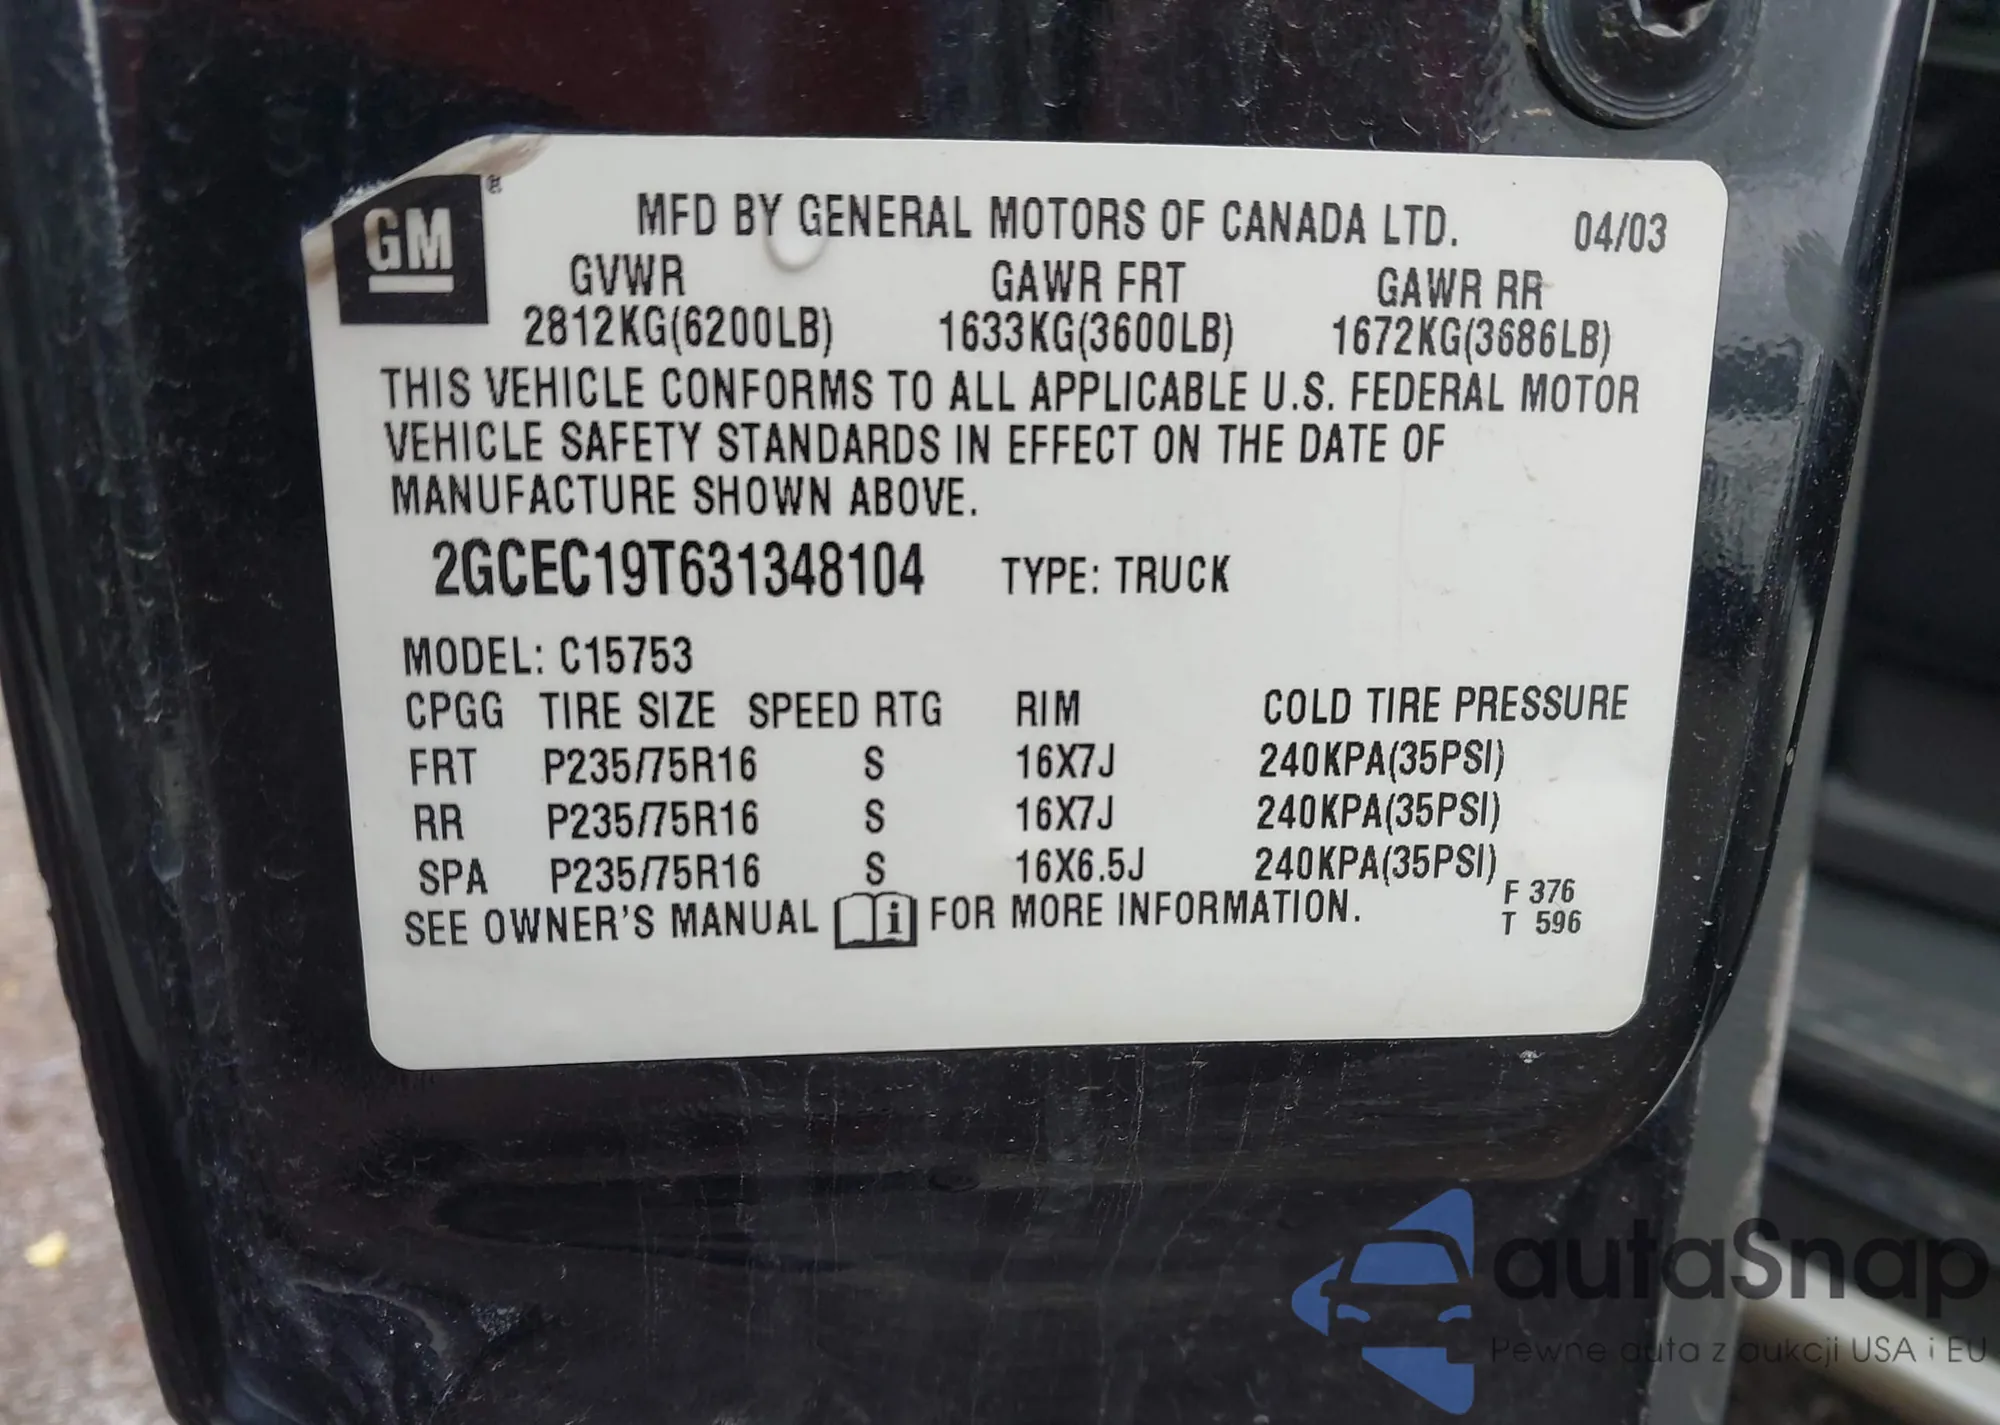 GM ®
MFD BY GENERAL MOTORS OF CANADA LTD. 04/03
GVWR GAWR FRT GAWR RR
2812KG(6200LB) 1633KG(3600LB) 1672KG(3686LB)
THIS VEHICLE CONFORMS TO ALL APPLICABLE U.S. FEDERAL MOTOR
VEHICLE SAFETY STANDARDS IN EFFECT ON THE DATE OF
MANUFACTURE SHOWN ABOVE.
2GCEC19T631348104 TYPE: TRUCK
MODEL: C15753
CPGG TIRE SIZE SPEED RTG RIM COLD TIRE PRESSURE
FRT P235/75R16 S 16X7J 240KPA(35PSI)
RR P235/75R16 S 16X7J 240KPA(35PSI)
SPA P235/75R16 S 16X6.5J 240KPA(35PSI)
SEE OWNER'S MANUAL i FOR MORE INFORMATION.
F 376
T 596
autaSnap
Pewne auta z aukcji USA i EU